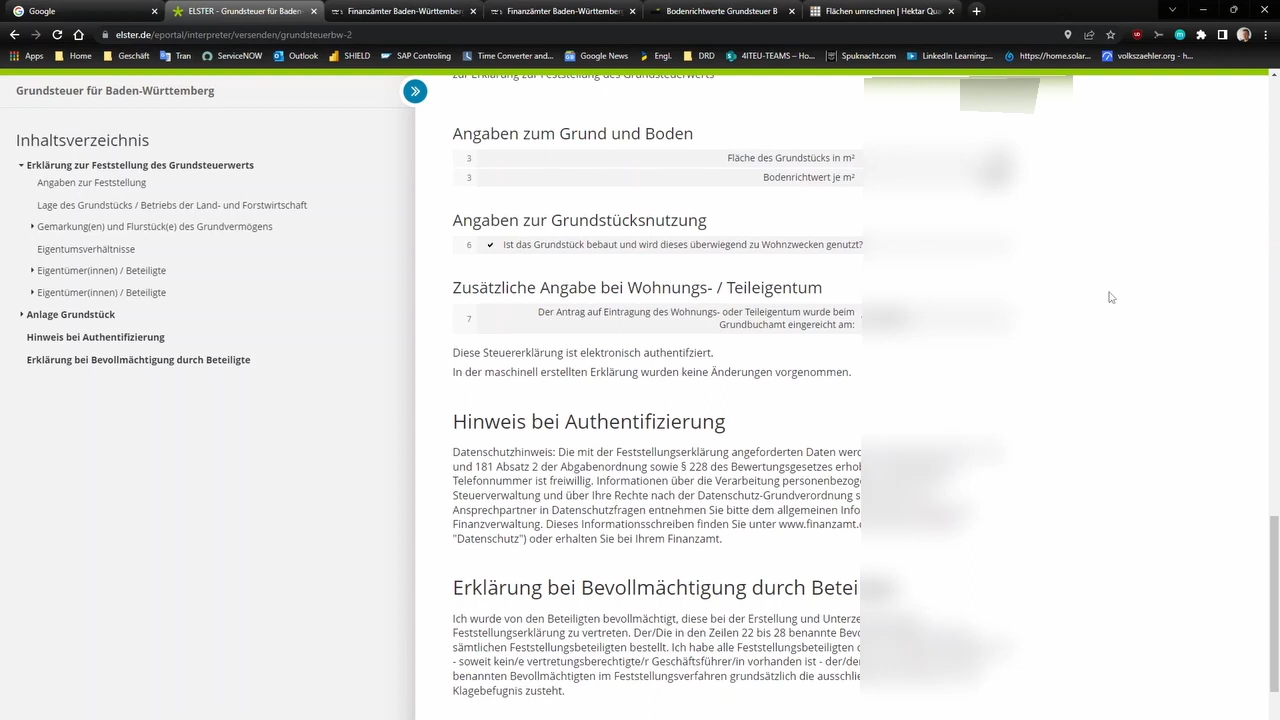 Google
ELSTER - Grundsteuer für Baden-
Finanzämter Baden-Württemberg
Finanzämter Baden-Württemberg
Bodenrichtwerte Grundsteuer B
Flächen umrechnen | Hektar Qua
elster.de/eportal/interpreter/versenden/grundsteuerbw-2
Apps
Home
Geschäft
Tran
ServiceNOW
Outlook
SHIELD
SAP Controling
Time Converter and...
Google News
Engl.
DRD
4ITEU-TEAMS – Ho...
Spuknacht.com
LinkedIn Learning:...
https://home.solar...
volkszaehler.org - h...
Grundsteuer für Baden-Württemberg
Inhaltsverzeichnis
Erklärung zur Feststellung des Grundsteuerwerts
Angaben zur Feststellung
Lage des Grundstücks / Betriebs der Land- und Forstwirtschaft
Gemarkung(en) und Flurstück(e) des Grundvermögens
Eigentumsverhältnisse
Eigentümer(innen) / Beteiligte
Eigentümer(innen) / Beteiligte
Anlage Grundstück
Hinweis bei Authentifizierung
Erklärung bei Bevollmächtigung durch Beteiligte
zur Erklärung zur Feststellung des Grundsteuerwerts
Angaben zum Grund und Boden
3 Fläche des Grundstücks in m²
3 Bodenrichtwert je m²
Angaben zur Grundstücksnutzung
6 ✔ Ist das Grundstück bebaut und wird dieses überwiegend zu Wohnzwecken genutzt?
Zusätzliche Angabe bei Wohnungs- / Teileigentum
7 Der Antrag auf Eintragung des Wohnungs- oder Teileigentum wurde beim
Grundbuchamt eingereicht am:
Diese Steuererklärung ist elektronisch authentifziert.
In der maschinell erstellten Erklärung wurden keine Änderungen vorgenommen.
Hinweis bei Authentifizierung
Datenschutzhinweis: Die mit der Feststellungserklärung angeforderten Daten werd
und 181 Absatz 2 der Abgabenordnung sowie § 228 des Bewertungsgesetzes erhob
Telefonnummer ist freiwillig. Informationen über die Verarbeitung personenbezoge
Steuerverwaltung und über Ihre Rechte nach der Datenschutz-Grundverordnung s
Ansprechpartner in Datenschutzfragen entnehmen Sie bitte dem allgemeinen Info
Finanzverwaltung. Dieses Informationsschreiben finden Sie unter www.finanzamt.d
"Datenschutz") oder erhalten Sie bei Ihrem Finanzamt.
Erklärung bei Bevollmächtigung durch Betei
Ich wurde von den Beteiligten bevollmächtigt, diese bei der Erstellung und Unterze
Feststellungserklärung zu vertreten. Der/Die in den Zeilen 22 bis 28 benannte Bevo
sämtlichen Feststellungsbeteiligten bestellt. Ich habe alle Feststellungsbeteiligten d
- soweit kein/e vertretungsberechtigte/r Geschäftsführer/in vorhanden ist - der/der
benannten Bevollmächtigten im Feststellungsverfahren grundsätzlich die ausschlie
Klagebefugnis zusteht.